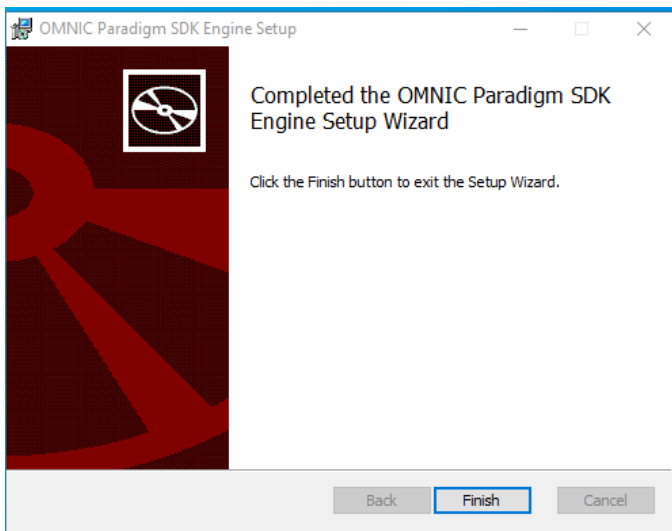 OMNIC Paradigm SDK Engine Setup
Completed the OMNIC Paradigm SDK
Engine Setup Wizard
Click the Finish button to exit the Setup Wizard.
Back Finish Cancel